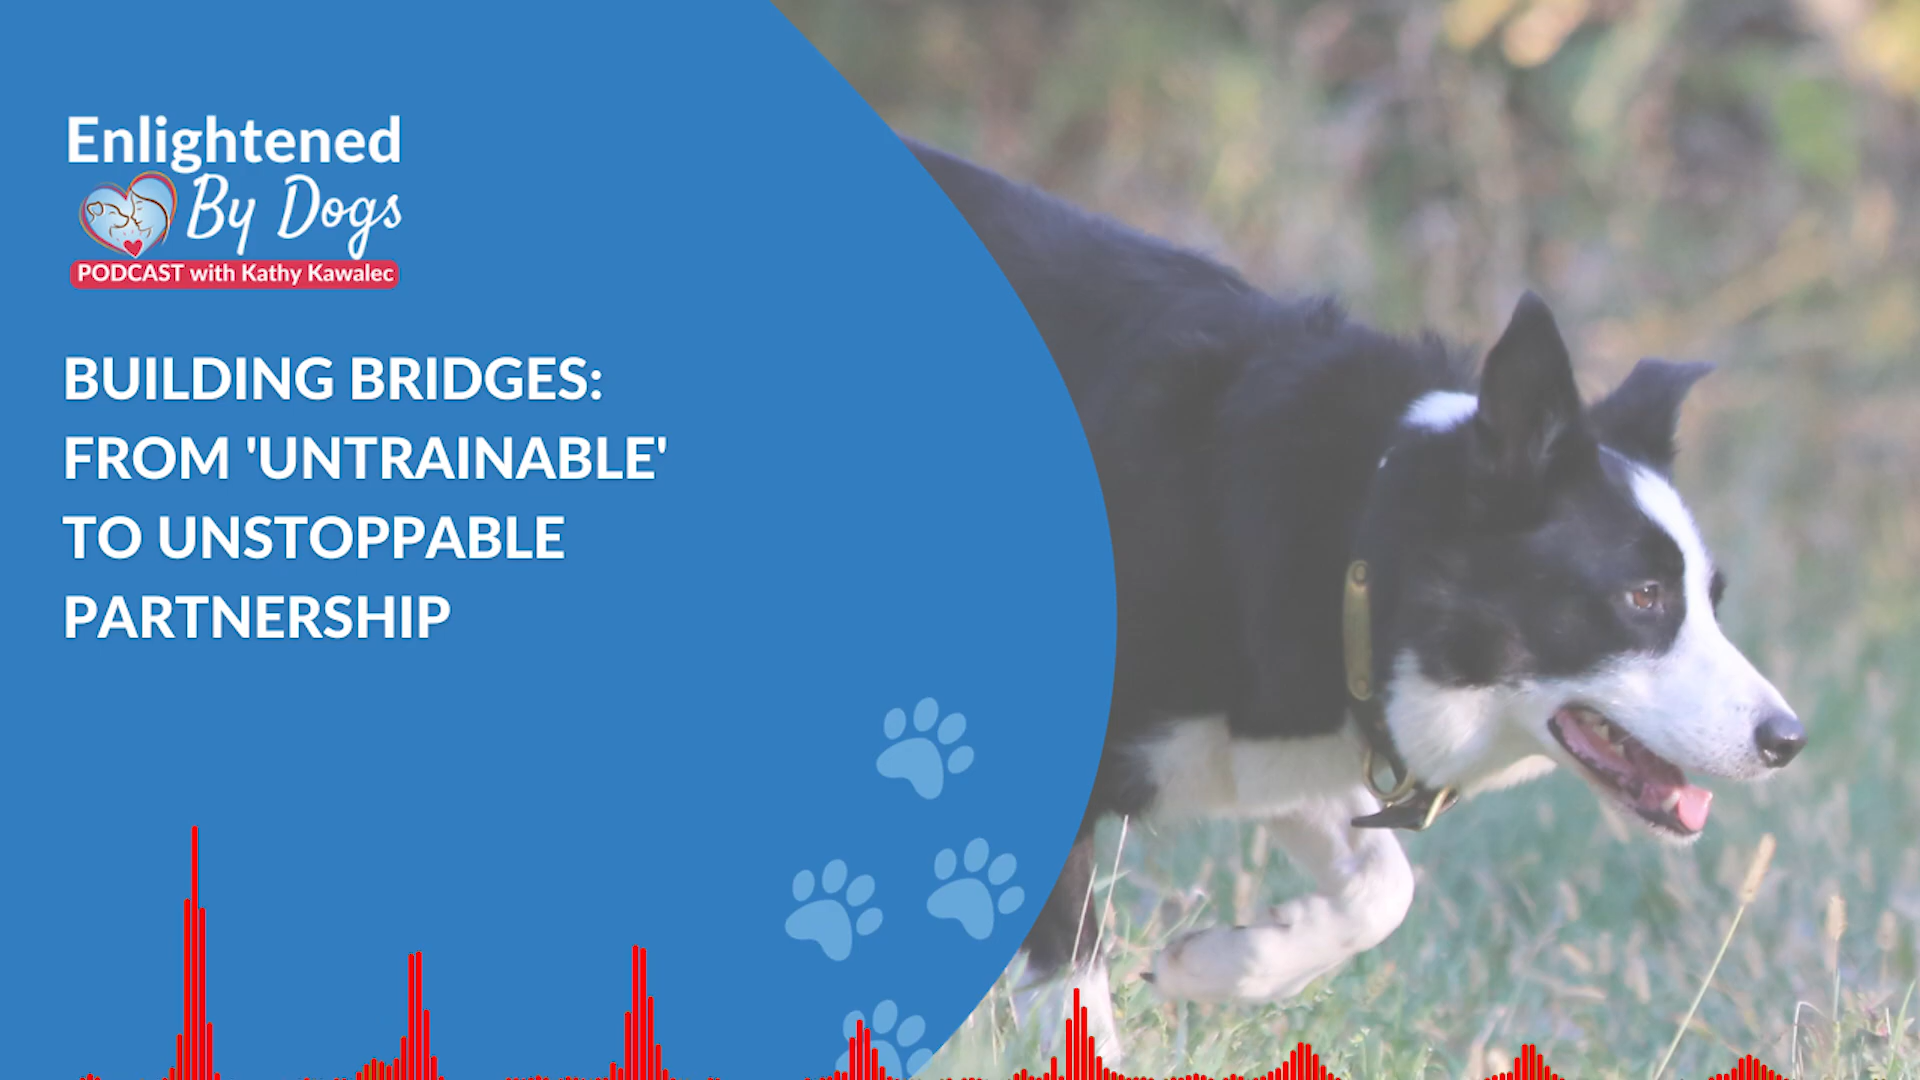 Enlightened
By Dogs
PODCAST with Kathy Kawalec
BUILDING BRIDGES:
FROM 'UNTRAINABLE'
TO UNSTOPPABLE
PARTNERSHIP